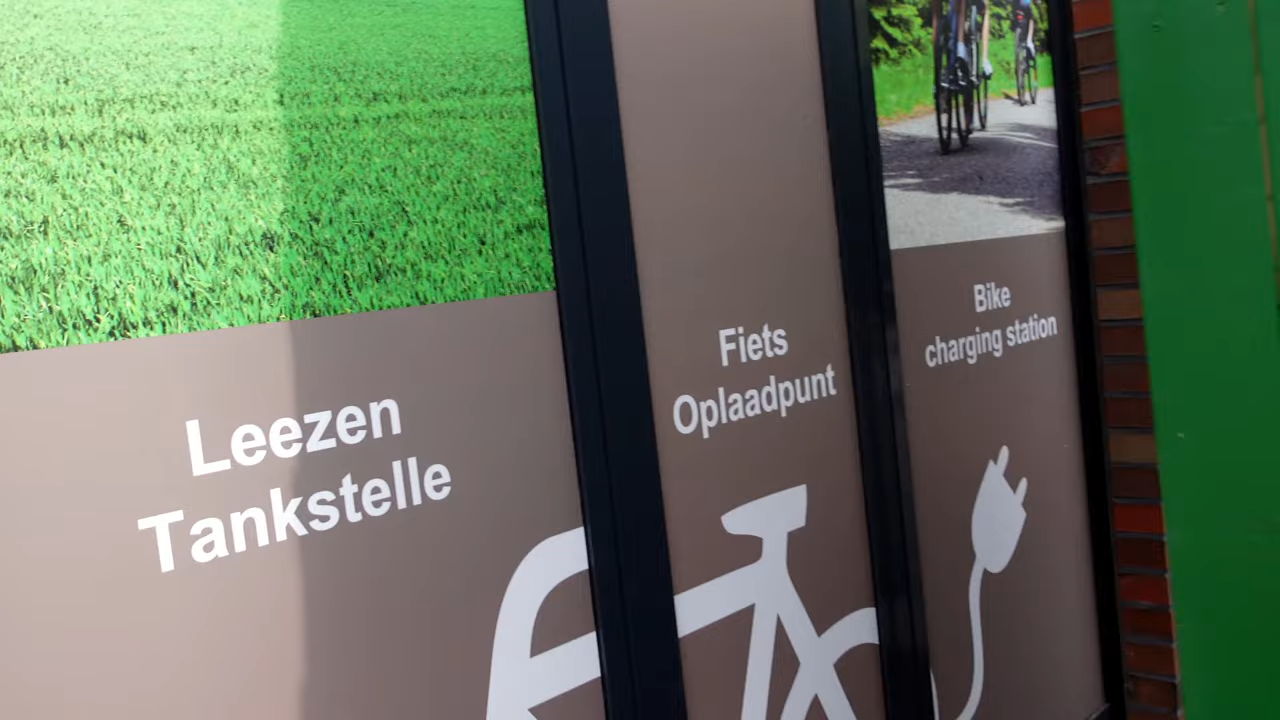 Leezen
Tankstelle
Fiets
Oplaadpunt
Bike
charging station